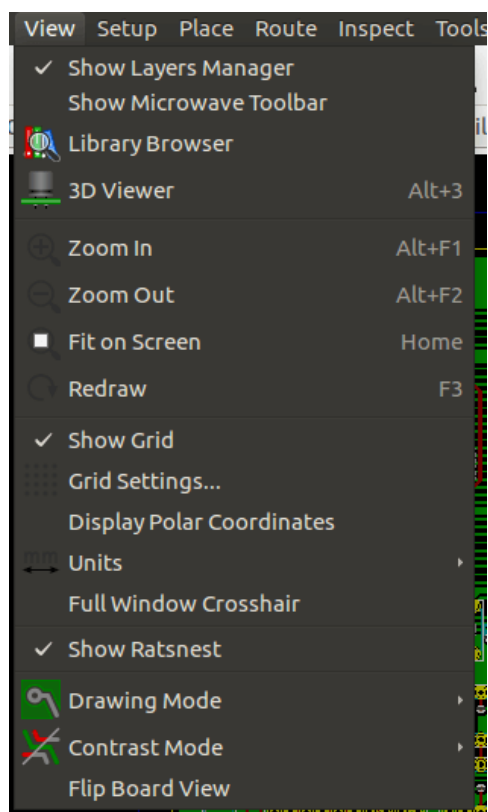 View Setup Place Route Inspect Tools
Show Layers Manager
Show Microwave Toolbar
Library Browser
3D Viewer Alt+3
Zoom In Alt+F1
Zoom Out Alt+F2
Fit on Screen Home
Redraw F3
Show Grid
Grid Settings...
Display Polar Coordinates
mm Units
Full Window Crosshair
Show Ratsnest
Drawing Mode
Contrast Mode
Flip Board View